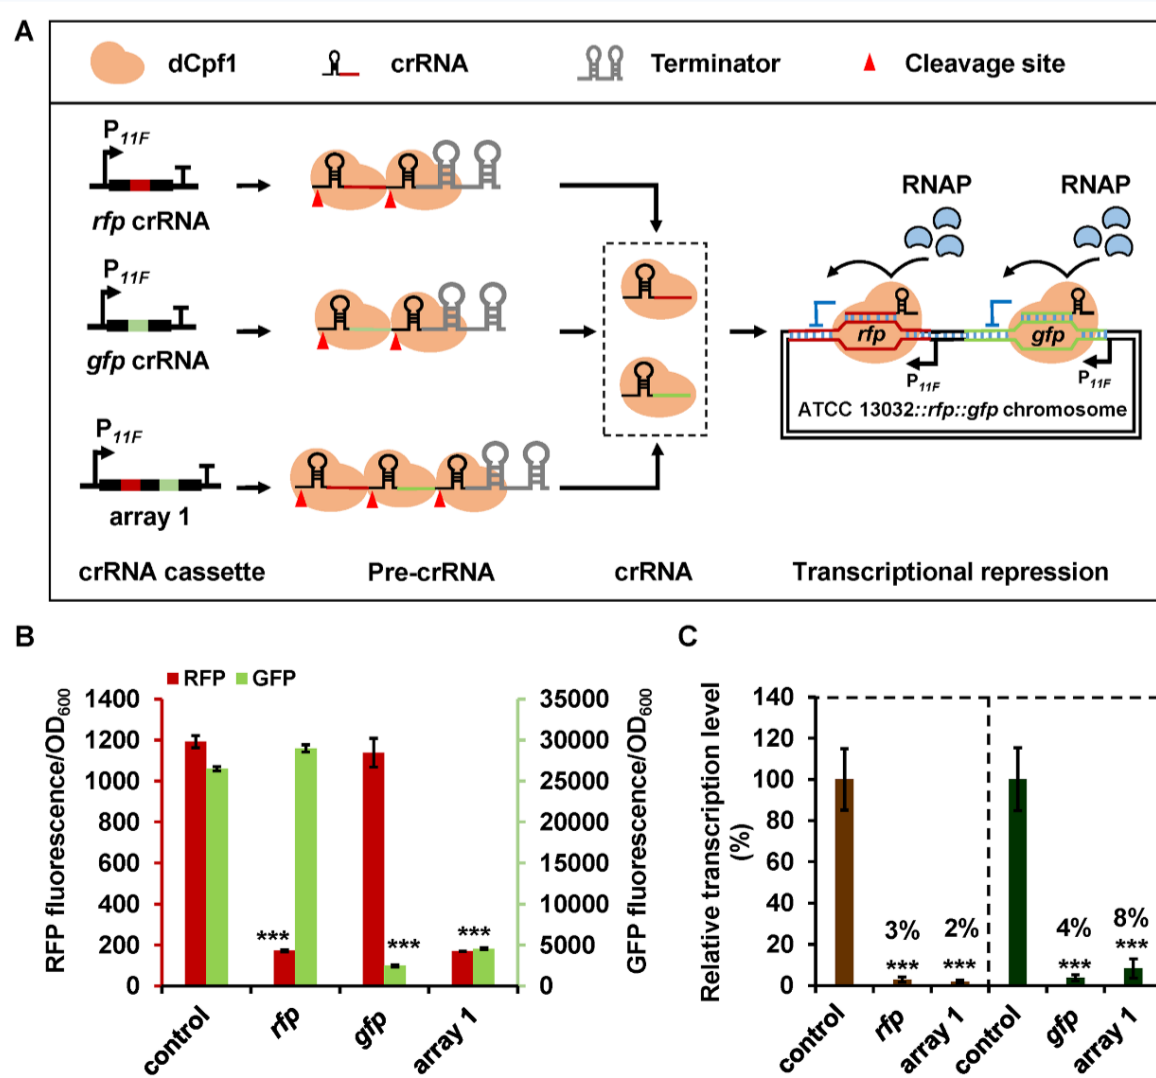 A
dCpf1 crRNA Terminator Cleavage site
P11F
rfp crRNA
P11F
gfp crRNA
P11F
array 1
RNAP RNAP
rfp gfp
P11F P11F
ATCC 13032::rfp::gfp chromosome
crRNA cassette Pre-crRNA crRNA Transcriptional repression
B
RFP GFP
RFP fluorescence/OD600
1400
1200
1000
800
600
400
200
0
GFP fluorescence/OD600
35000
30000
25000
20000
15000
10000
5000
0
*** *** ***
control rfp gfp array 1
C
Relative transcription level
(%)
140
120
100
80
60
40
20
0
3% 2% 4% 8%
*** *** *** ***
control rfp array 1 control gfp array 1